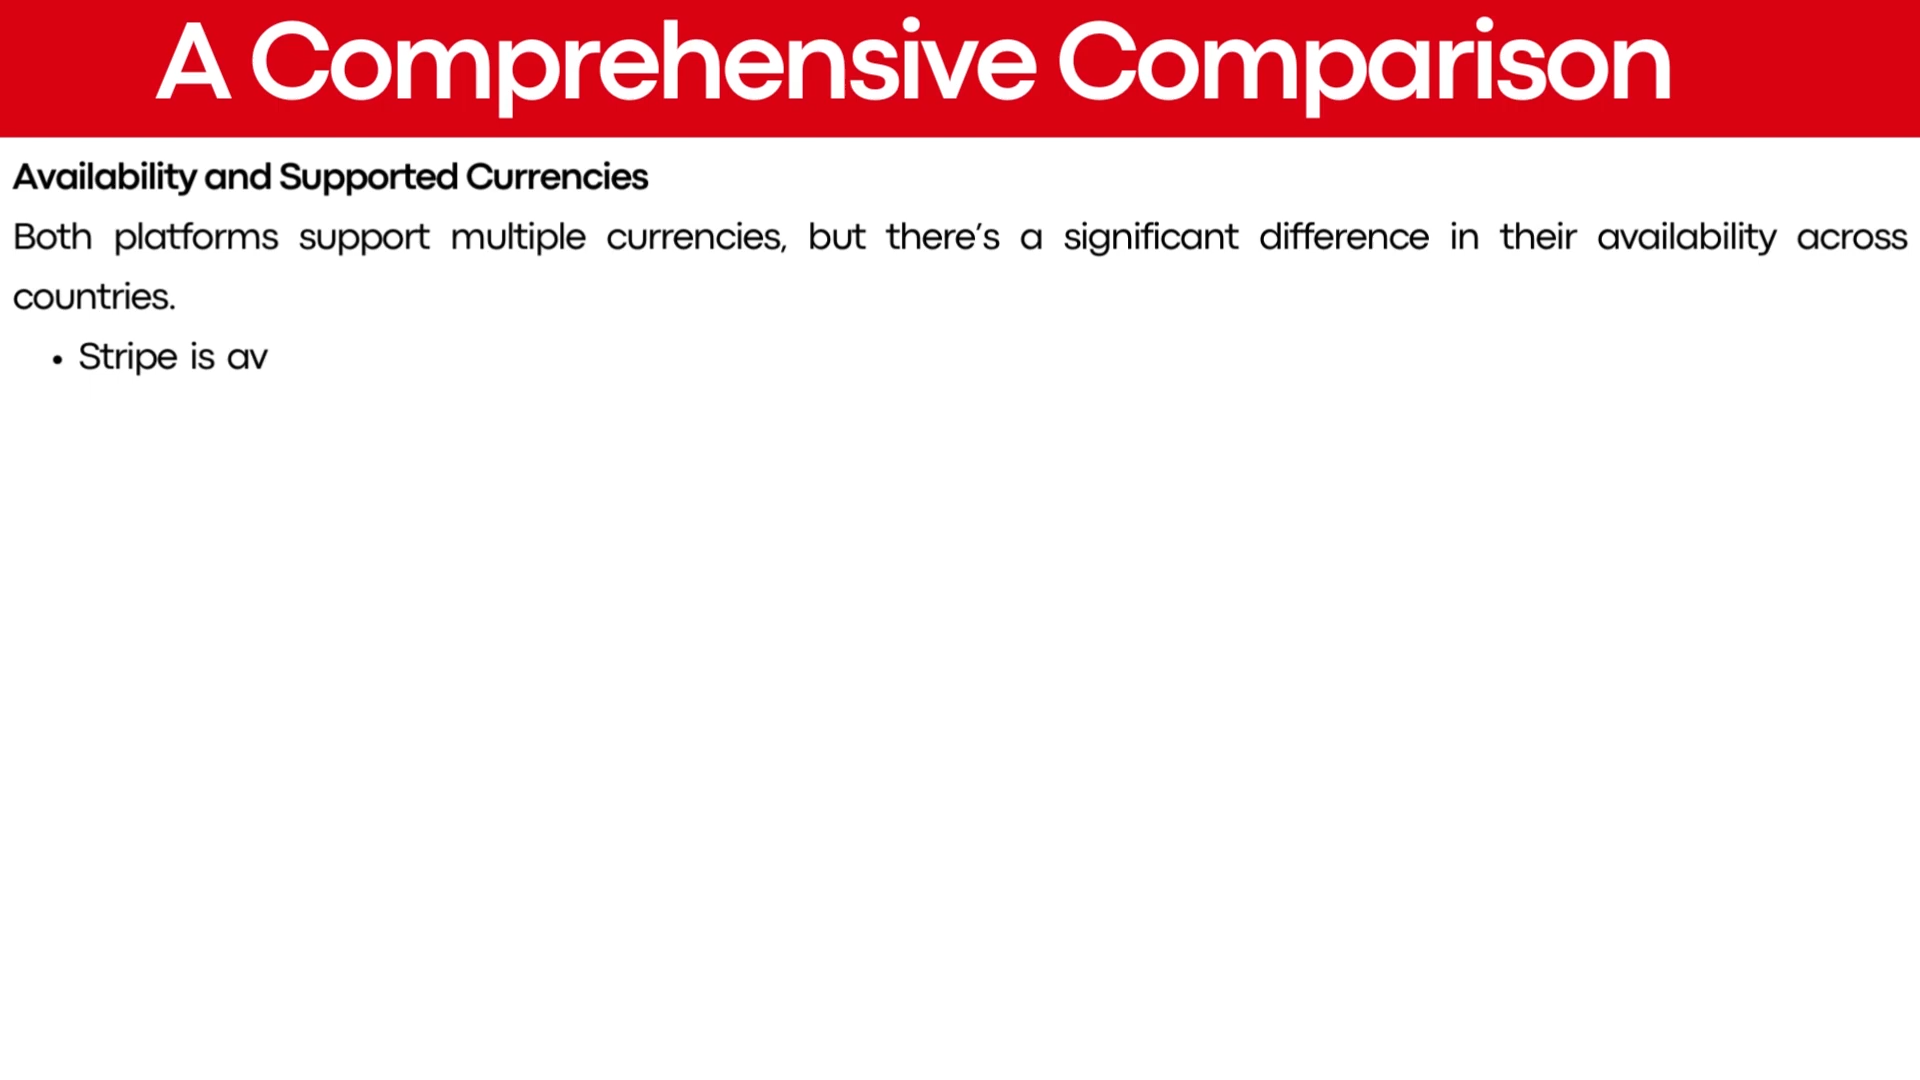 A Comprehensive Comparison
Availability and Supported Currencies
Both platforms support multiple currencies, but there's a significant difference in their availability across
countries.
• Stripe is av